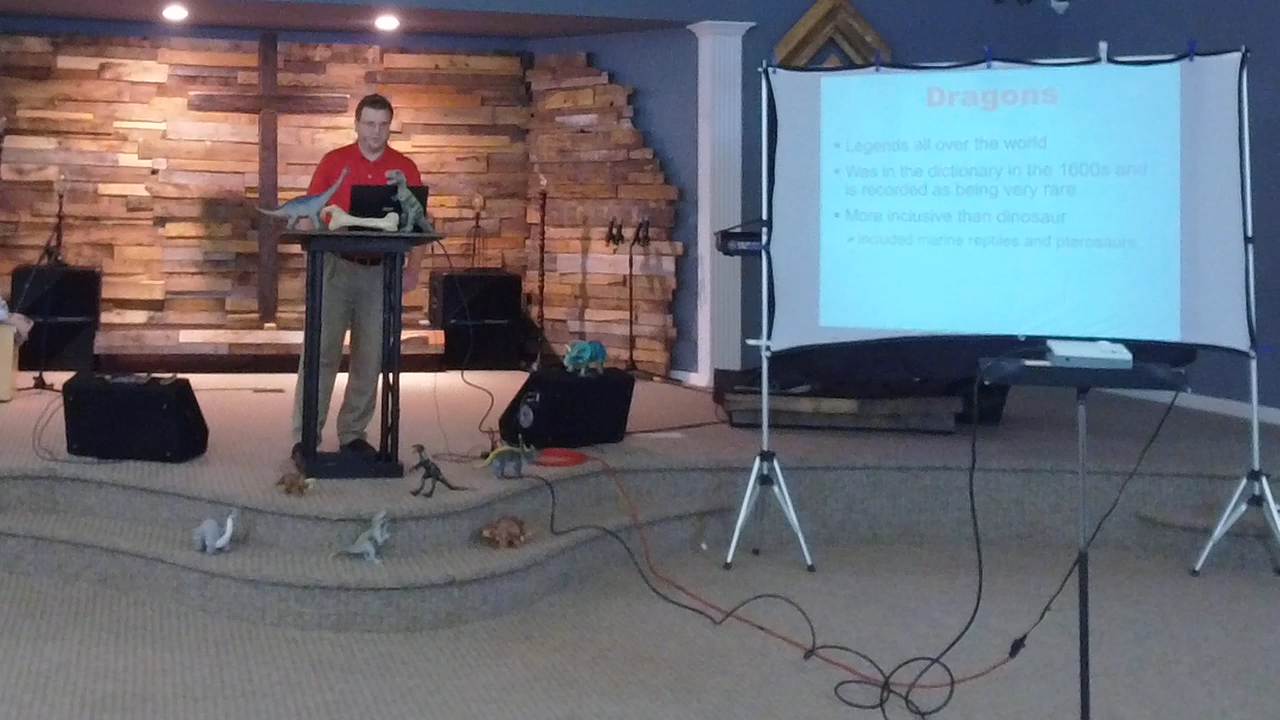 Dragons
• Legends all over the world
• Was in the dictionary in the 1600s and
is recorded as being very rare
• More inclusive than dinosaur
included marine reptiles and pterosaurs